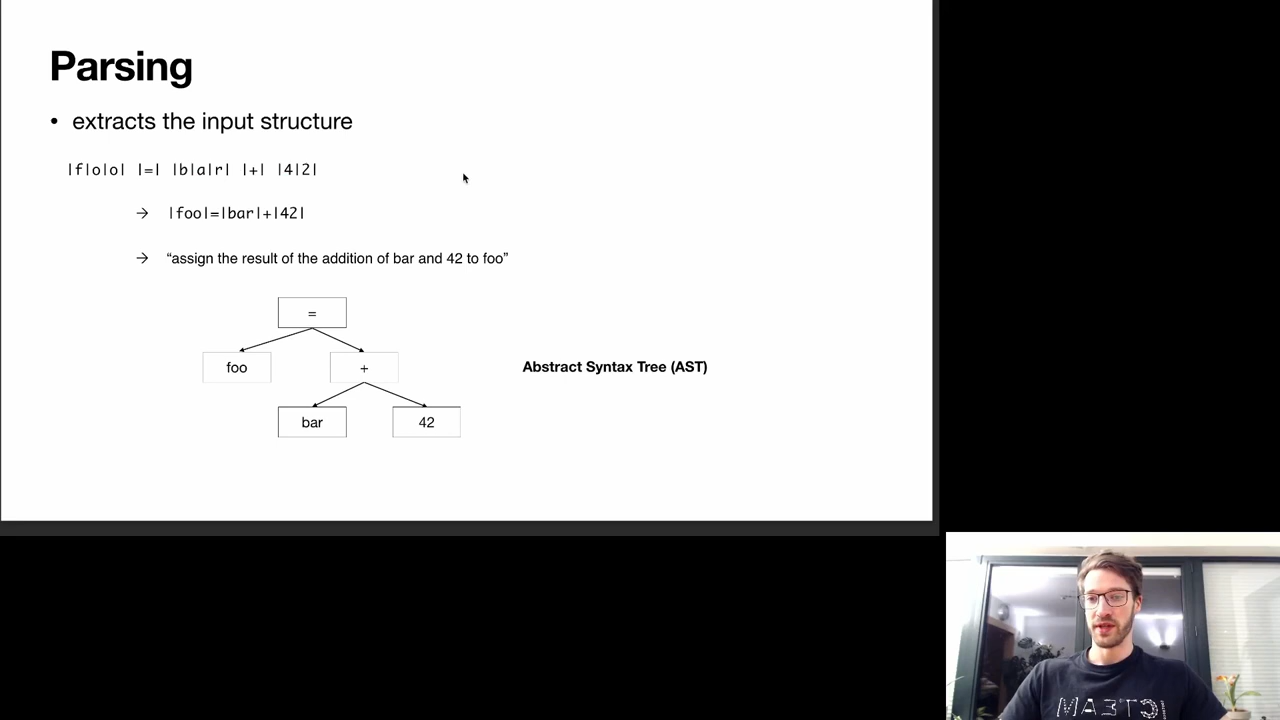 Parsing
• extracts the input structure
|f|o|o| |=| |b|a|r| |+| |4|2|
→ |foo|=|bar|+|42|
→ “assign the result of the addition of bar and 42 to foo”
=
foo
+
Abstract Syntax Tree (AST)
bar
42